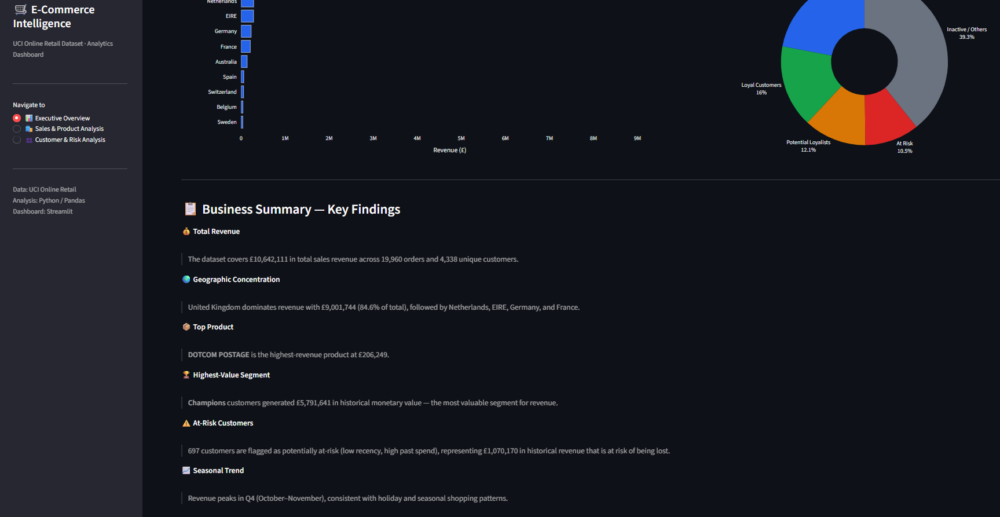 E-Commerce
Intelligence
UCI Online Retail Dataset · Analytics
Dashboard
Navigate to
Executive Overview
Sales & Product Analysis
Customer & Risk Analysis
Data: UCI Online Retail
Analysis: Python / Pandas
Dashboard: Streamlit
Netherlands
EIRE
Germany
France
Australia
Spain
Switzerland
Belgium
Sweden
0 1M 2M 3M 4M 5M 6M 7M 8M 9M
Revenue (£)
Inactive / Others
39.3%
Loyal Customers
16%
Potential Loyalists
12.1%
At Risk
10.5%
Business Summary — Key Findings
Total Revenue
The dataset covers £10,642,111 in total sales revenue across 19,960 orders and 4,338 unique customers.
Geographic Concentration
United Kingdom dominates revenue with £9,001,744 (84.6% of total), followed by Netherlands, EIRE, Germany, and France.
Top Product
DOTCOM POSTAGE is the highest-revenue product at £206,249.
Highest-Value Segment
Champions customers generated £5,791,641 in historical monetary value — the most valuable segment for revenue.
At-Risk Customers
697 customers are flagged as potentially at-risk (low recency, high past spend), representing £1,070,170 in historical revenue that is at risk of being lost.
Seasonal Trend
Revenue peaks in Q4 (October–November), consistent with holiday and seasonal shopping patterns.